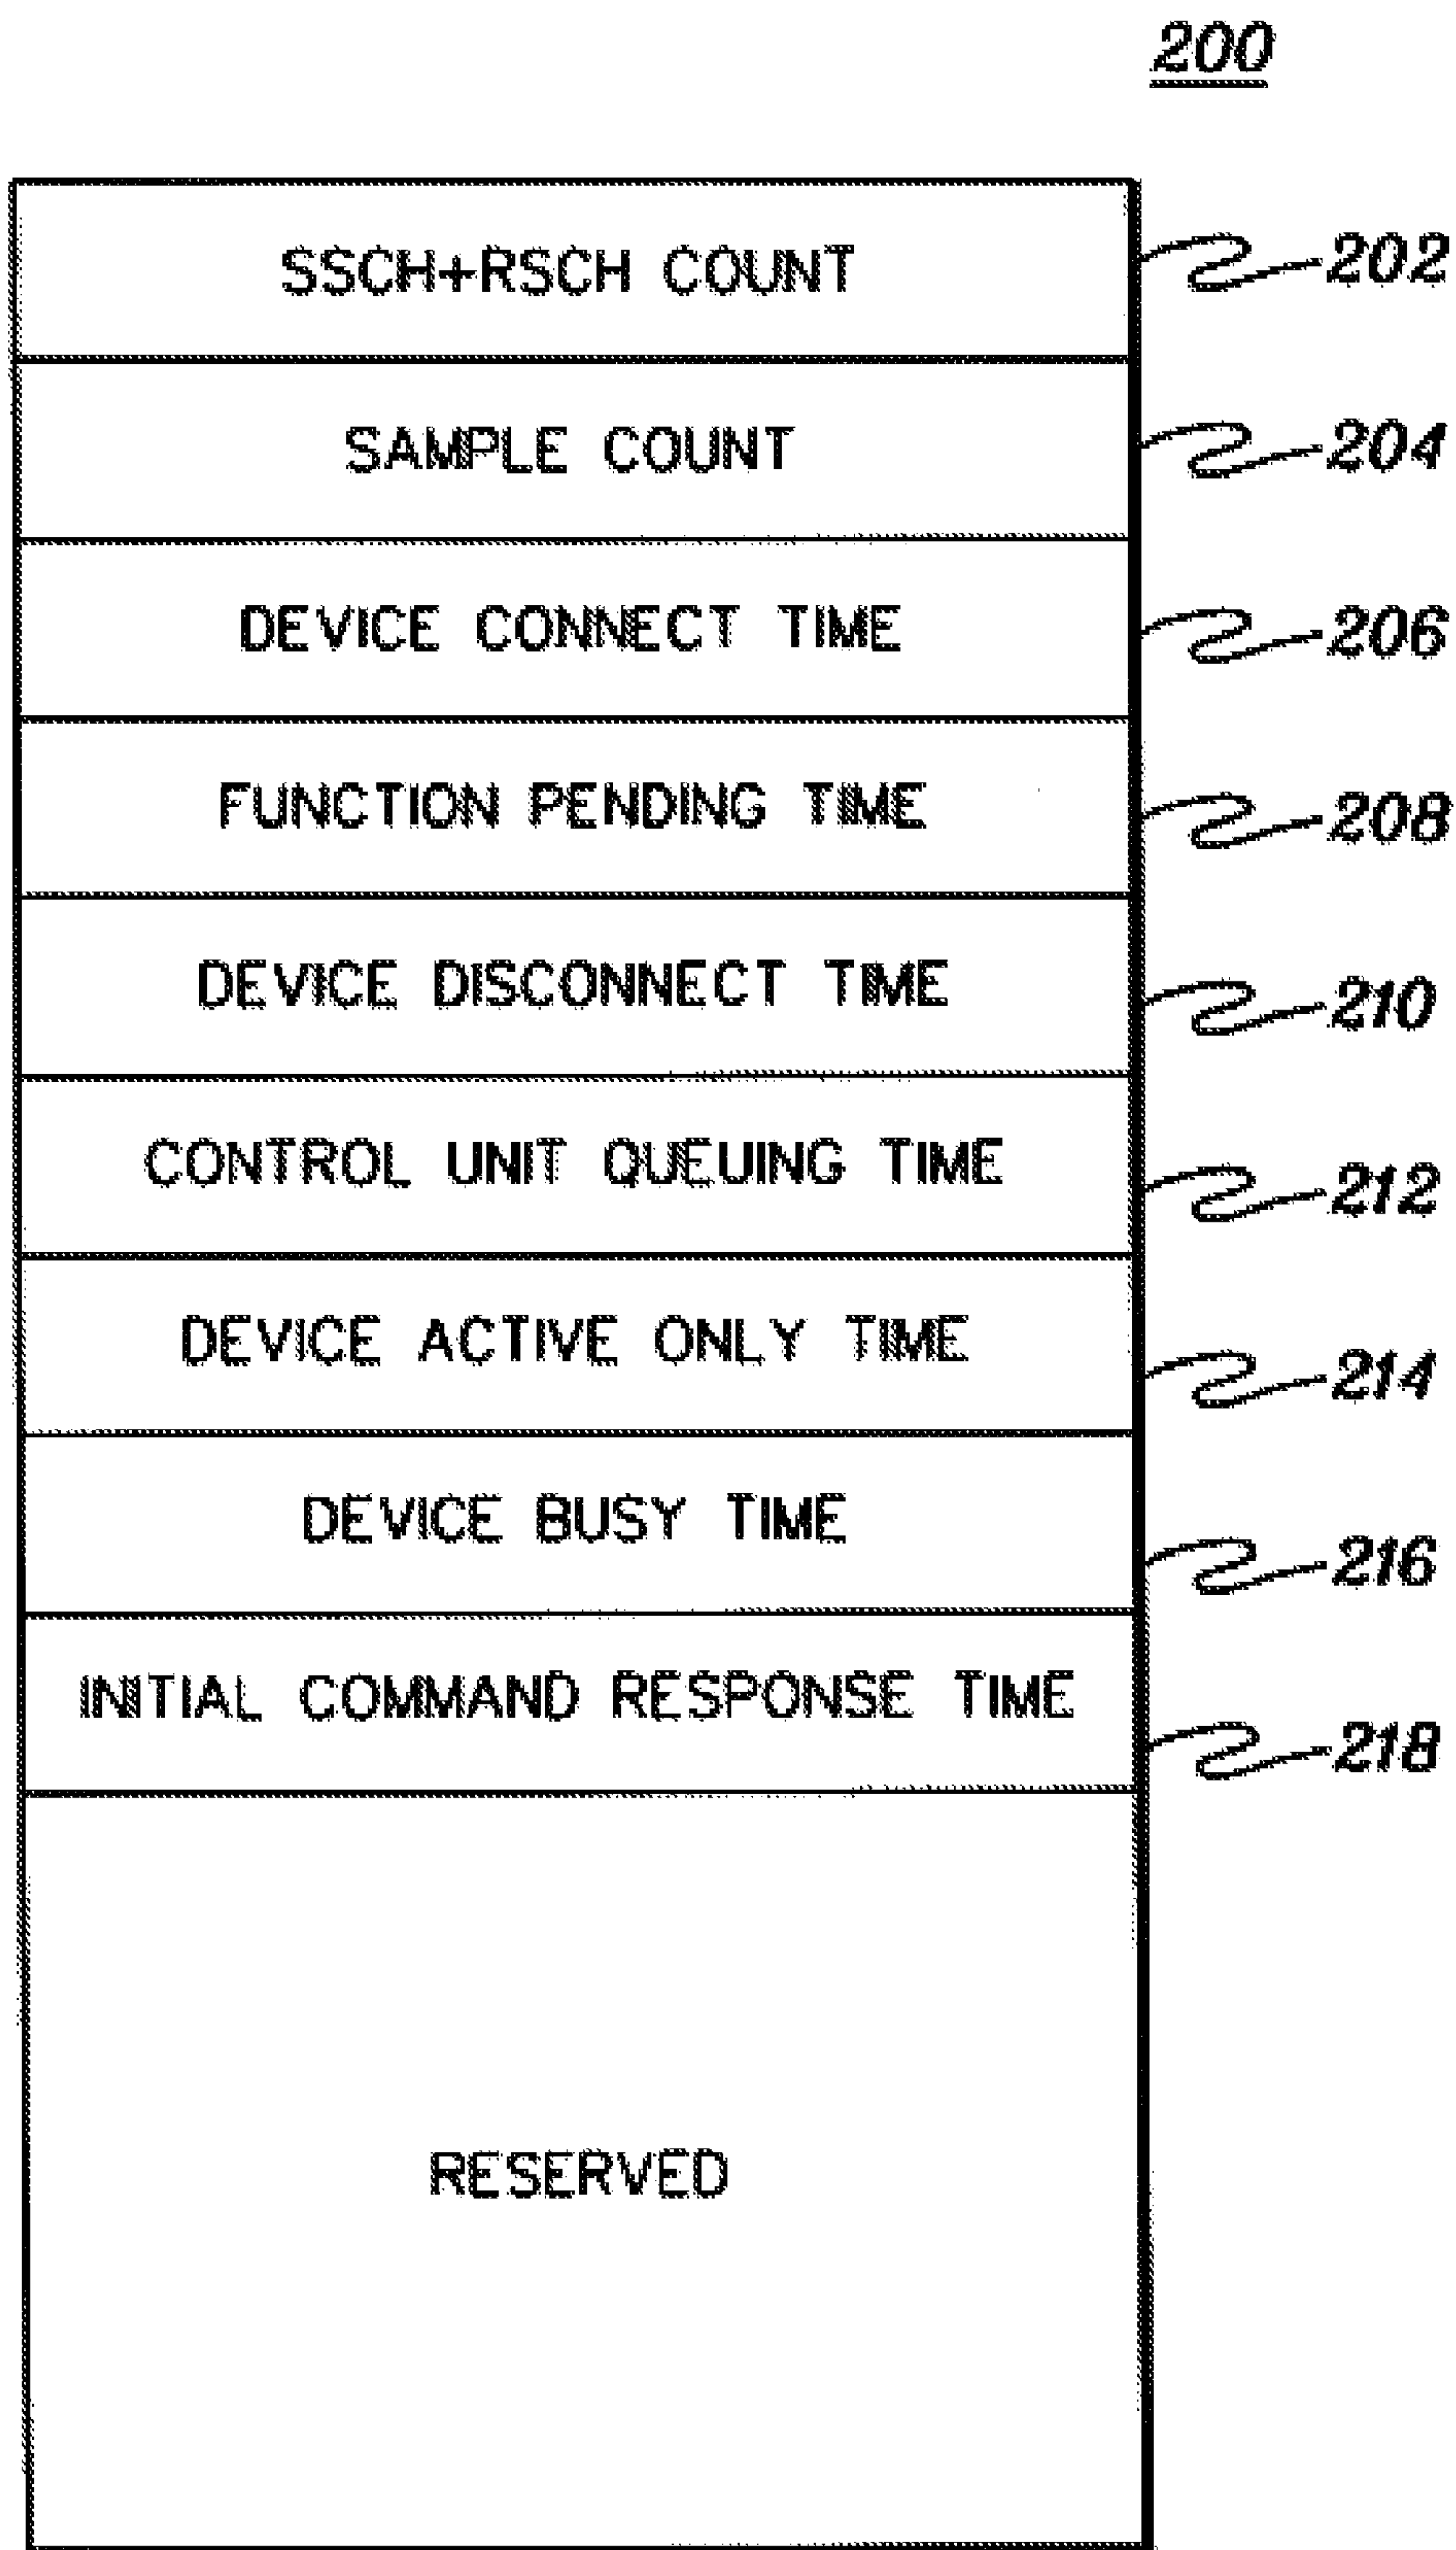 200
SSCH+RSCH COUNT 202
SAMPLE COUNT 204
DEVICE CONNECT TIME 206
FUNCTION PENDING TIME 208
DEVICE DISCONNECT TIME 210
CONTROL UNIT QUEUING TIME 212
DEVICE ACTIVE ONLY TIME 214
DEVICE BUSY TIME 216
INITIAL COMMAND RESPONSE TIME 218
RESERVED